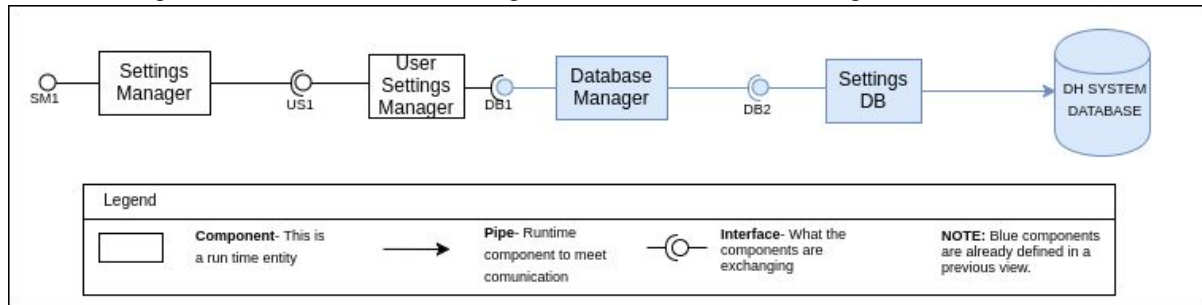 Settings
Manager
User
Settings
Manager
Database
Manager
Settings
DB
DH SYSTEM
DATABASE
SM1
US1
DB1
DB2
Legend
Component- This is
a run time entity
Pipe- Runtime
component to meet
comunication
Interface- What the
components are
exchanging
NOTE: Blue components
are already defined in a
previous view.